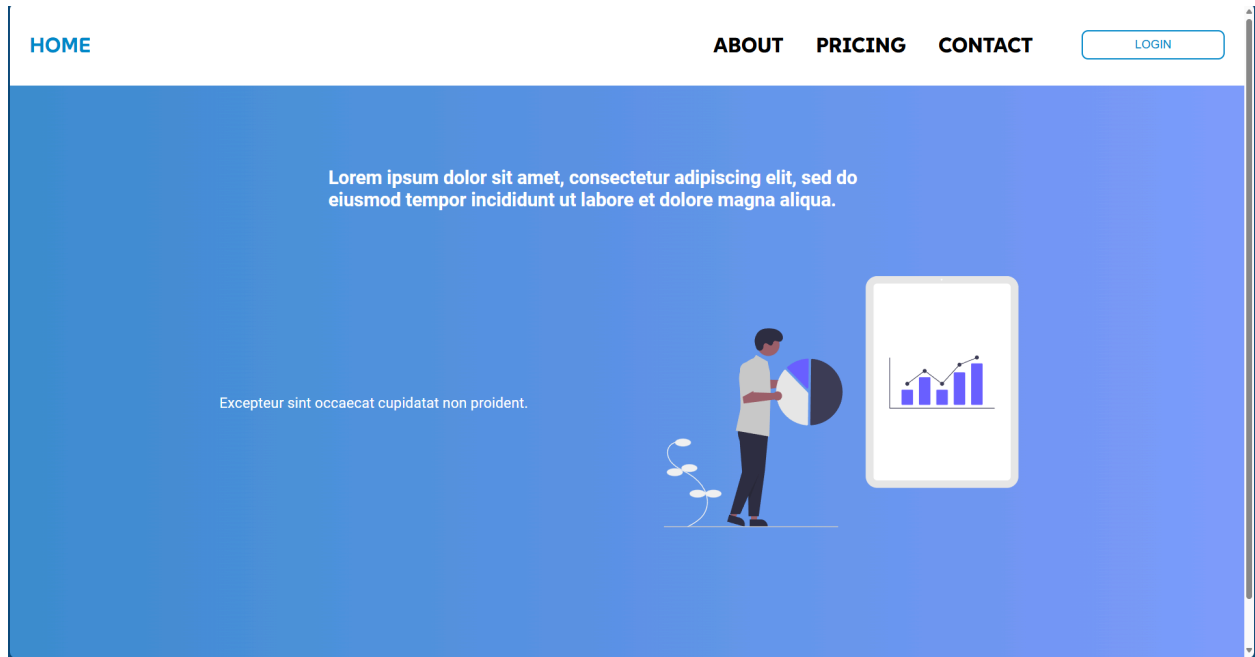 HOME
ABOUT PRICING CONTACT LOGIN
Lorem ipsum dolor sit amet, consectetur adipiscing elit, sed do
eiusmod tempor incididunt ut labore et dolore magna aliqua.
Excepteur sint occaecat cupidatat non proident.